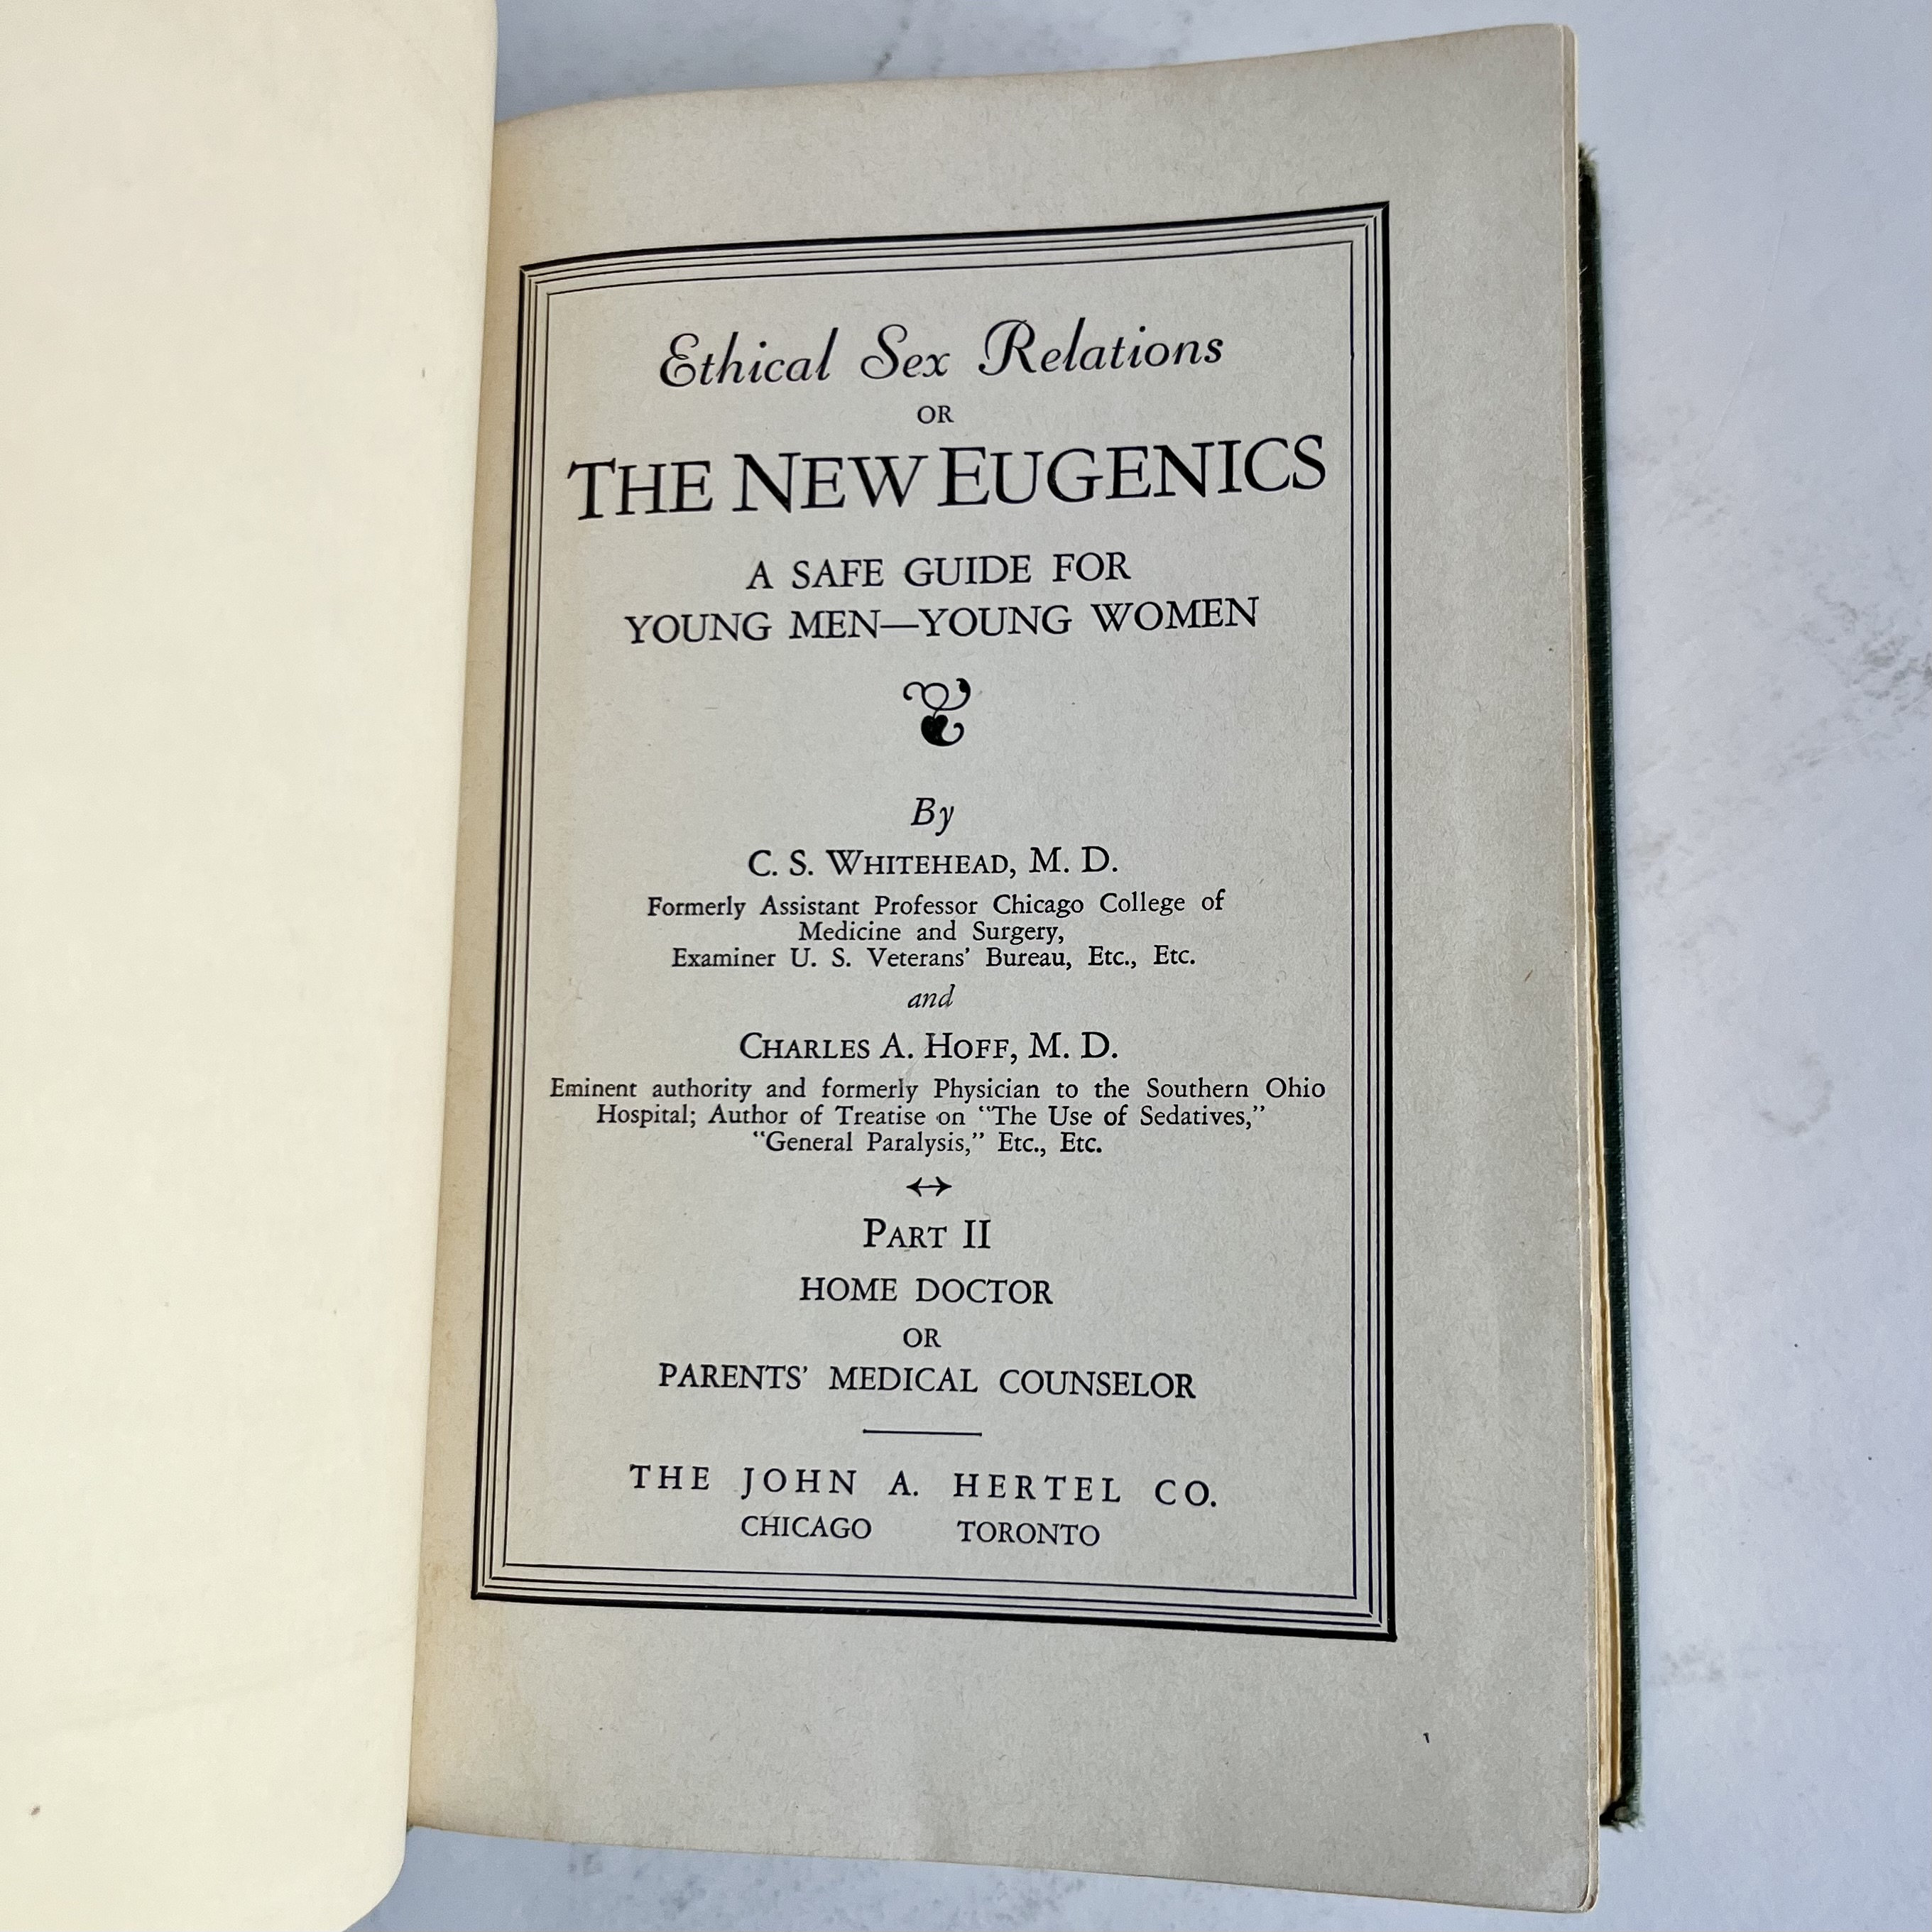 Ethical Sex Relations
OR
THE NEW EUGENICS
A SAFE GUIDE FOR
YOUNG MEN—YOUNG WOMEN
By
C. S. WHITEHEAD, M. D.
Formerly Assistant Professor Chicago College of
Medicine and Surgery,
Examiner U. S. Veterans' Bureau, Etc., Etc.
and
CHARLES A. HOFF, M. D.
Eminent authority and formerly Physician to the Southern Ohio
Hospital; Author of Treatise on "The Use of Sedatives,"
"General Paralysis," Etc., Etc.
PART II
HOME DOCTOR
OR
PARENTS' MEDICAL COUNSELOR
THE JOHN A. HERTEL CO.
CHICAGO TORONTO